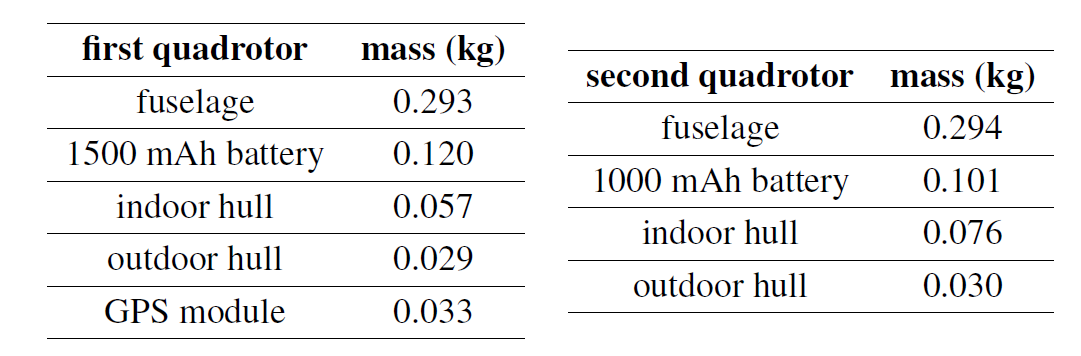 first quadrotor mass (kg)
fuselage 0.293
1500 mAh battery 0.120
indoor hull 0.057
outdoor hull 0.029
GPS module 0.033
second quadrotor mass (kg)
fuselage 0.294
1000 mAh battery 0.101
indoor hull 0.076
outdoor hull 0.030